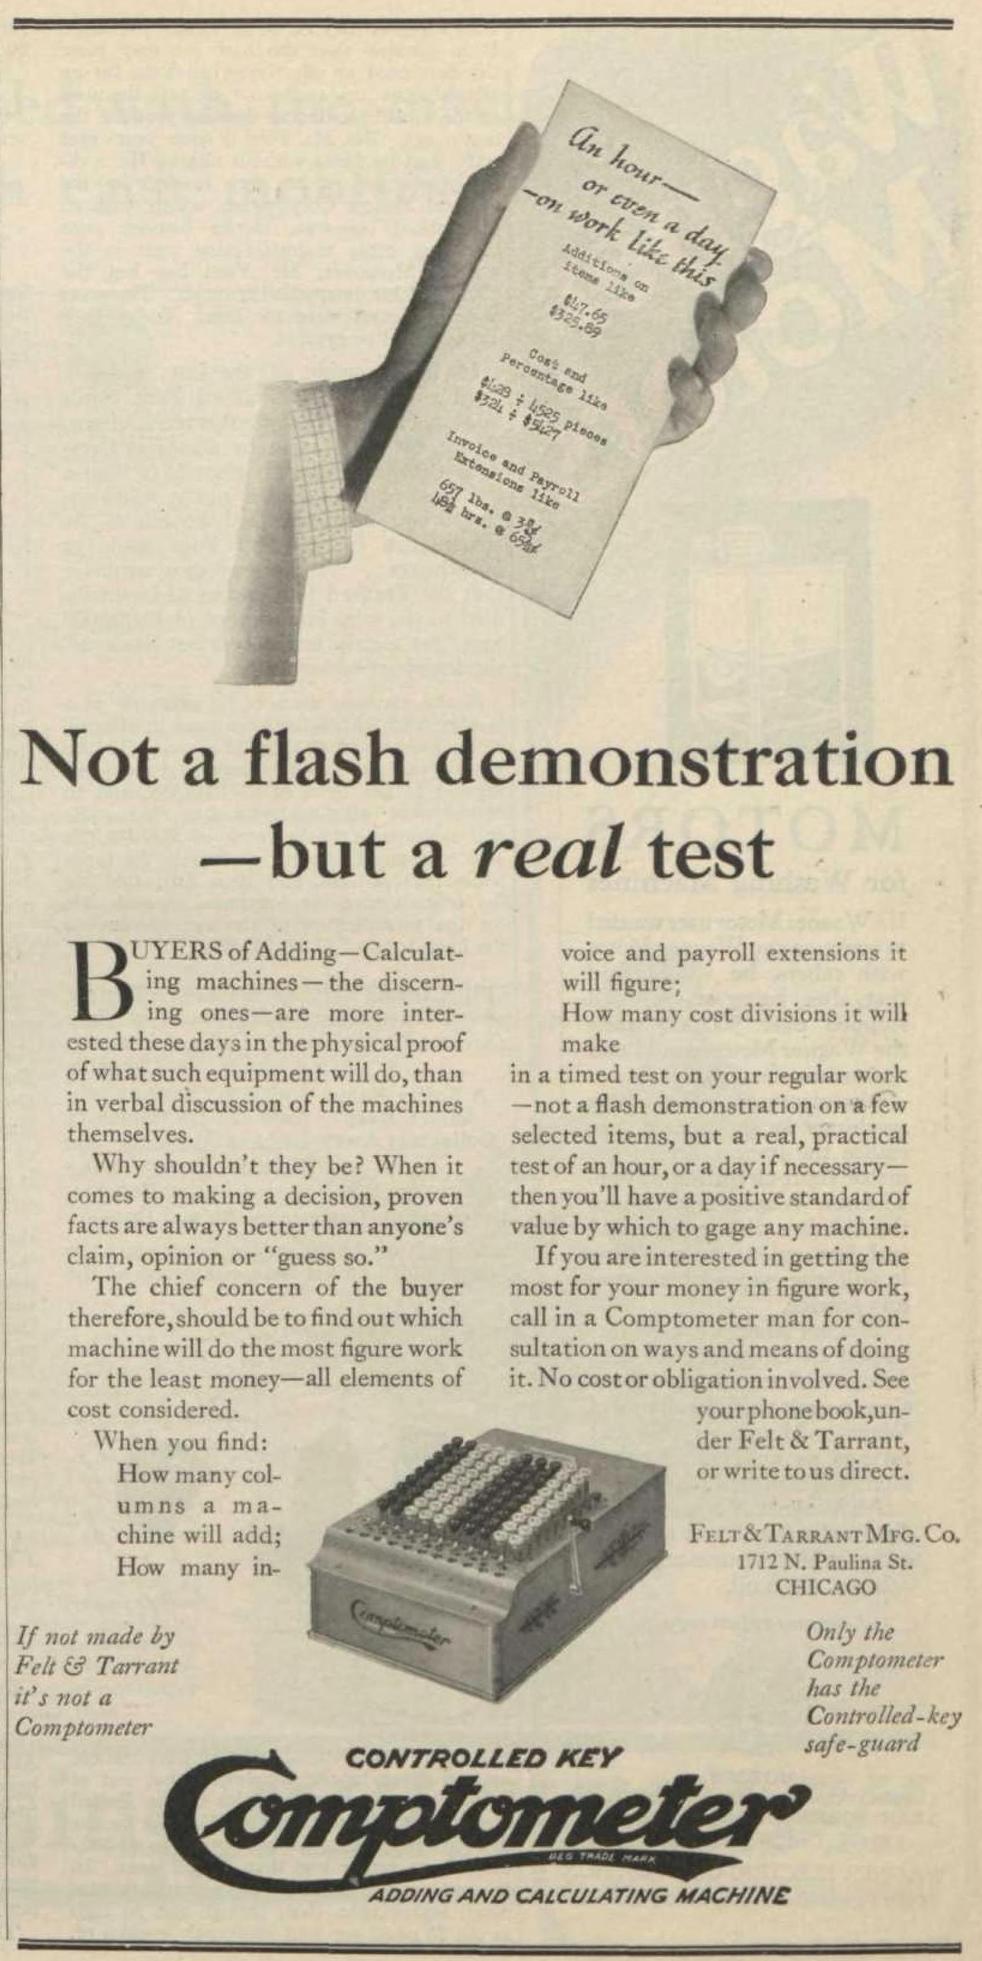 An hour—
or even a day
—on work like this
Additions on
items like
$47.65
$325.89
Cost and
Percentage like
$428 ÷ 4525 pieces
$324 ÷ $5427
Invoice and Payroll
Extensions like
657 lbs. @
hrs. @
Not a flash demonstration
—but a real test
BUYERS of Adding—Calculat-
ing machines—the discern-
ing ones—are more inter-
ested these days in the physical proof
of what such equipment will do, than
in verbal discussion of the machines
themselves.
Why shouldn't they be? When it
comes to making a decision, proven
facts are always better than anyone's
claim, opinion or "guess so."
The chief concern of the buyer
therefore, should be to find out which
machine will do the most figure work
for the least money—all elements of
cost considered.
When you find:
How many col-
umns a ma-
chine will add;
How many in-
voice and payroll extensions it
will figure;
How many cost divisions it will
make
in a timed test on your regular work
—not a flash demonstration on a few
selected items, but a real, practical
test of an hour, or a day if necessary—
then you'll have a positive standard of
value by which to gage any machine.
If you are interested in getting the
most for your money in figure work,
call in a Comptometer man for con-
sultation on ways and means of doing
it. No cost or obligation involved. See
your phone book, un-
der Felt & Tarrant,
or write to us direct.
FELT & TARRANT MFG. CO.
1712 N. Paulina St.
CHICAGO
Comptometer
If not made by
Felt & Tarrant
it's not a
Comptometer
Only the
Comptometer
has the
Controlled-key
safe-guard
CONTROLLED KEY
Comptometer
REG TRADE MARK
ADDING AND CALCULATING MACHINE